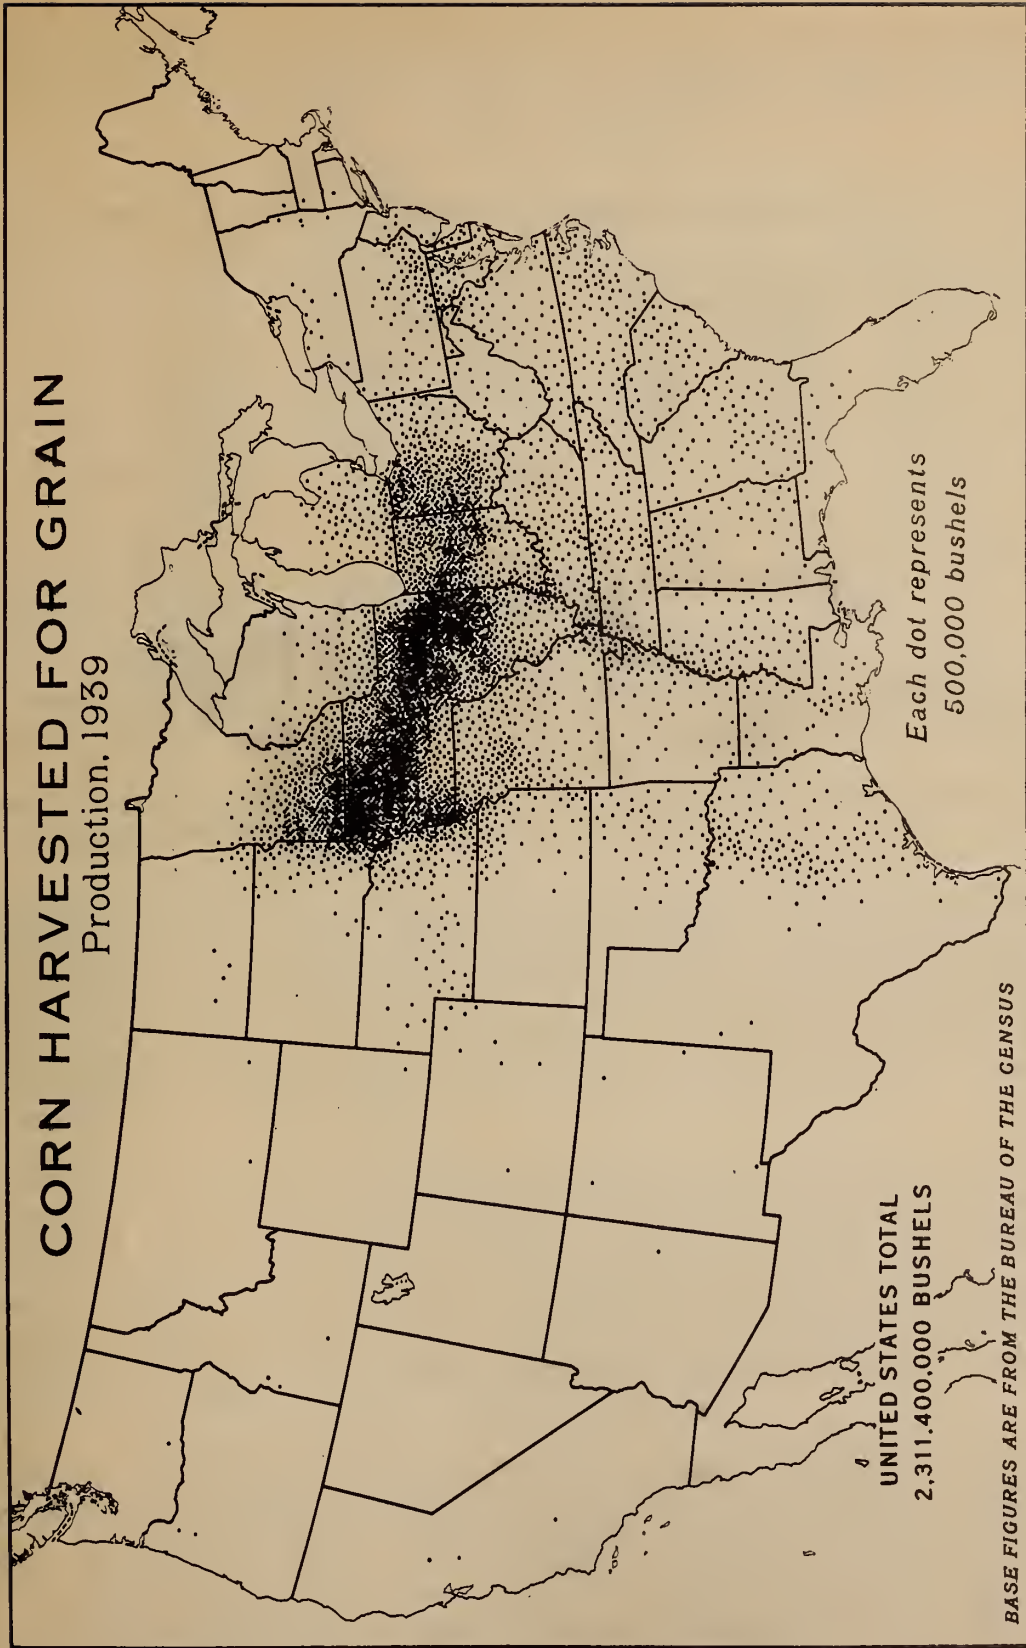 CORN HARVESTED FOR GRAIN
Production, 1939
Each dot represents
500,000 bushels
UNITED STATES TOTAL
2,311,400,000 BUSHELS
BASE FIGURES ARE FROM THE BUREAU OF THE CENSUS